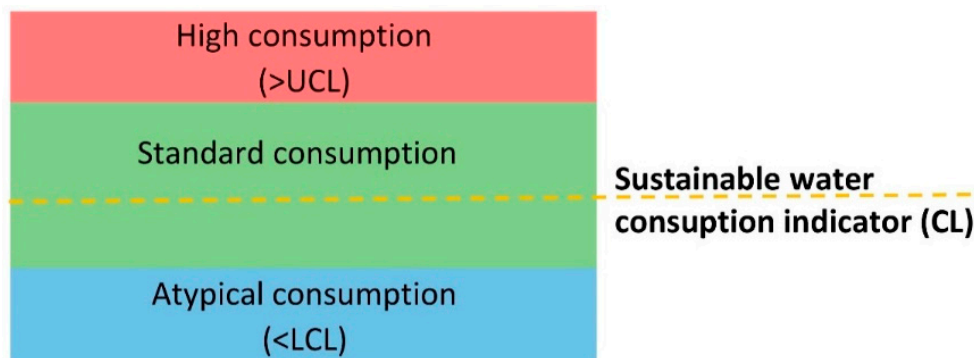 High consumption
(>UCL)
Standard consumption
Sustainable water
consuption indicator (CL)
Atypical consumption
(<LCL)